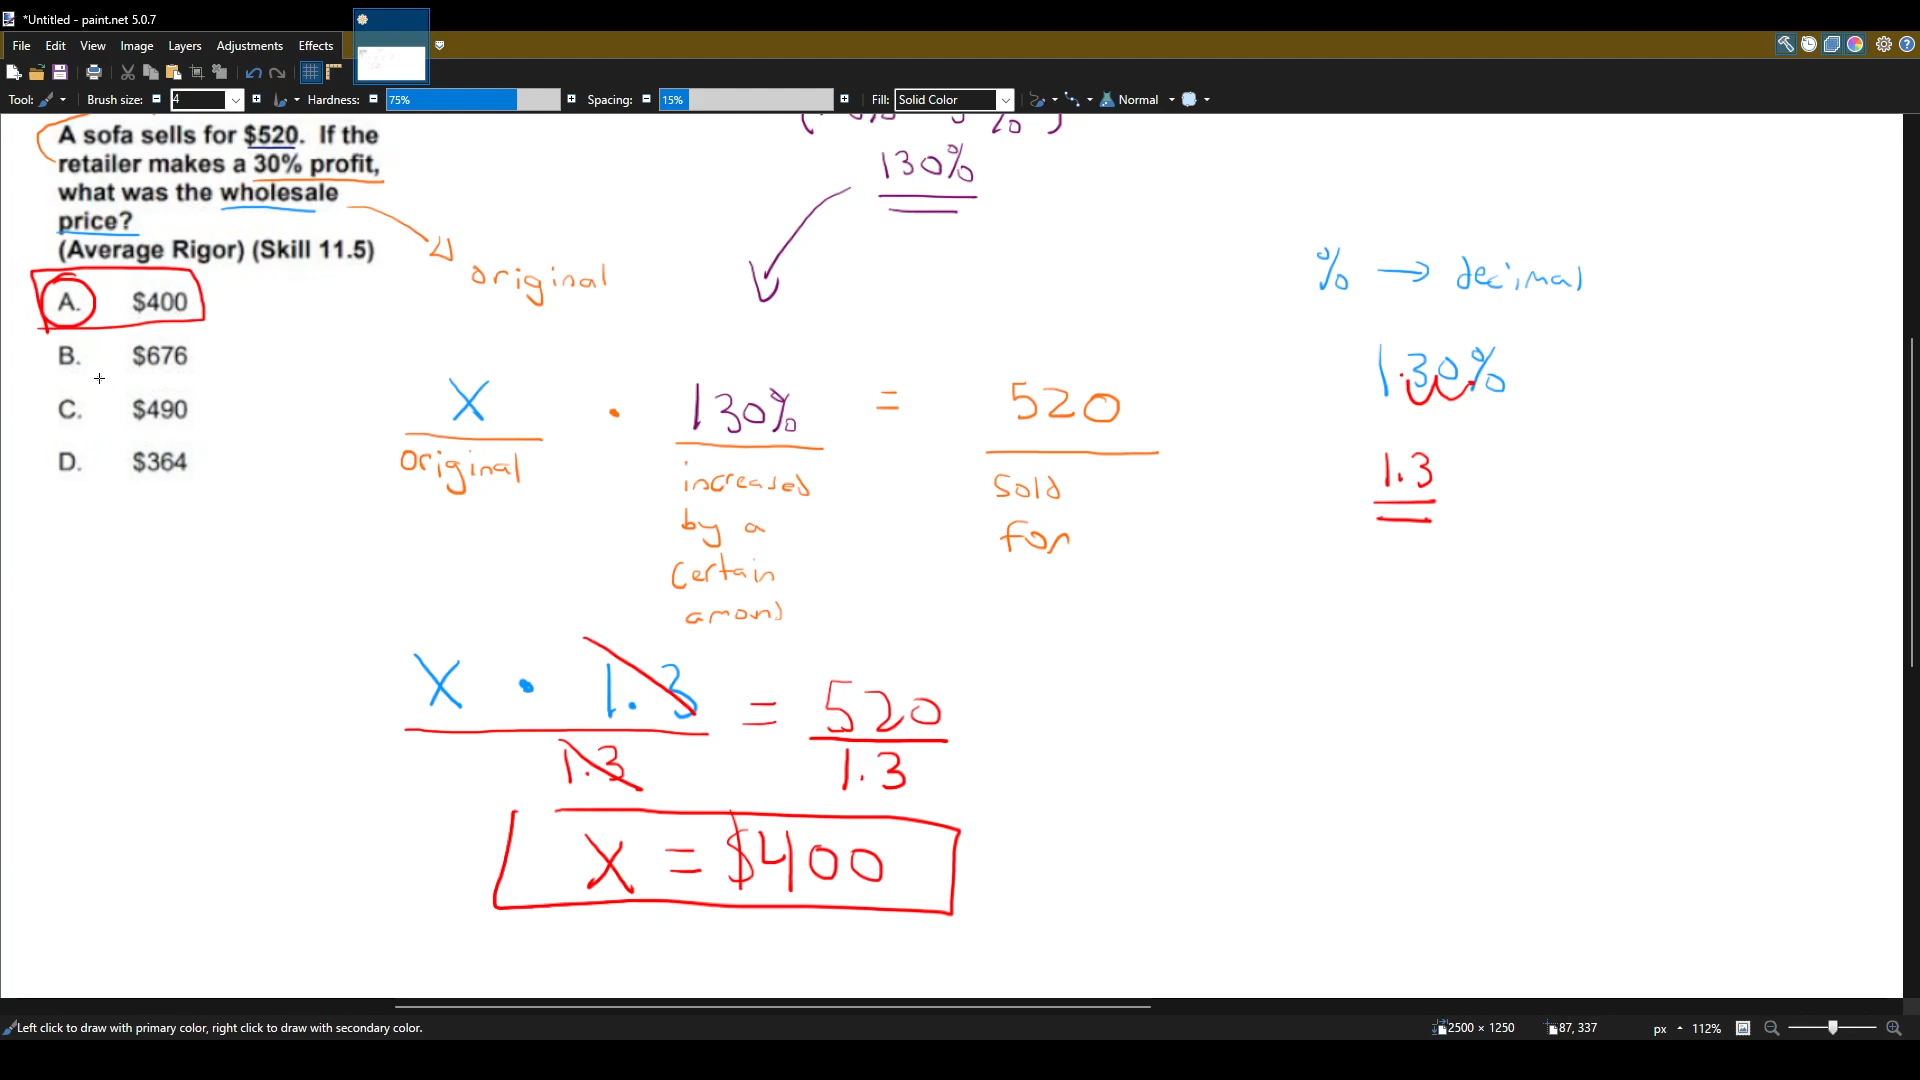 *Untitled - paint.net 5.0.7
File Edit View Image Layers Adjustments Effects
Tool: Brush size: 4 Hardness: 75% Spacing: 15% Fill: Solid Color Normal
A sofa sells for $520. If the
retailer makes a 30% profit,
what was the wholesale
price?
(Average Rigor) (Skill 11.5)
A. $400
B. $676
C. $490
D. $364
130%
original
% → decimal
130%
1.3
X · 130% = 520
original
increased
by a
certain
amount
sold
for
X · 1.3 = 520
1.3 1.3
X = $400
Left click to draw with primary color, right click to draw with secondary color.
2500 × 1250
87, 337
px
112%